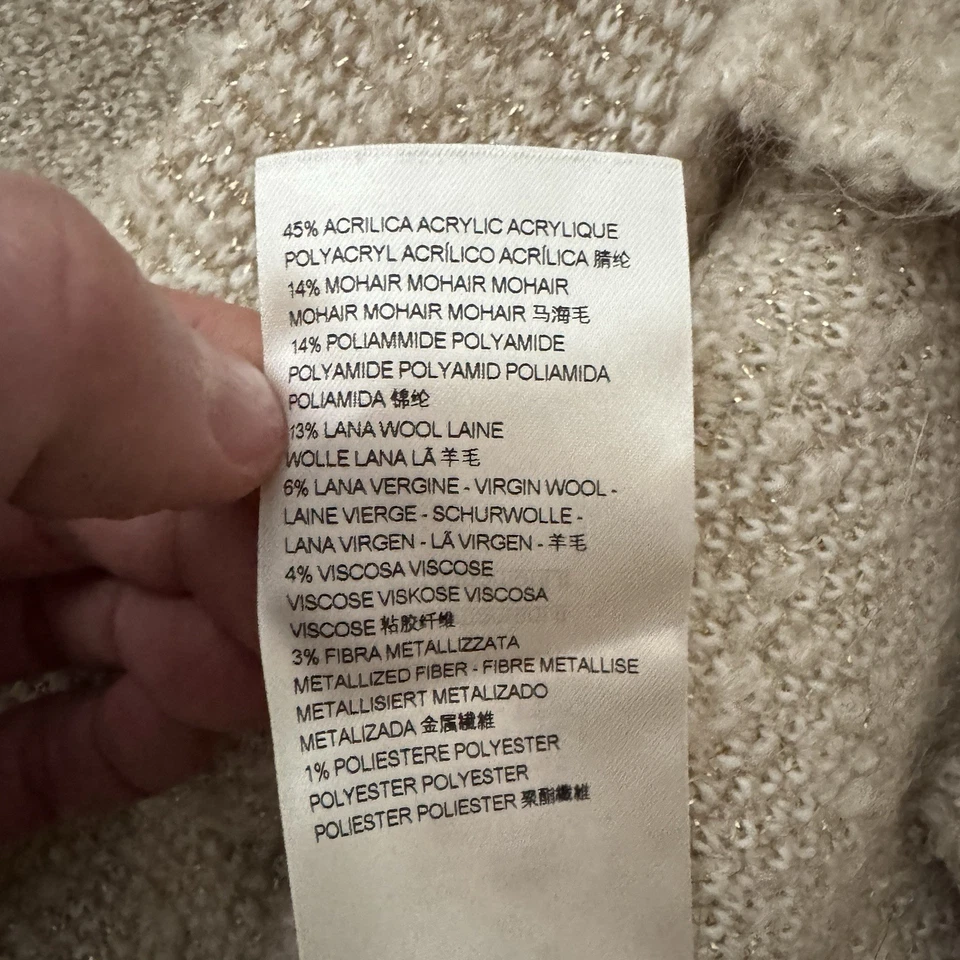 45% ACRILICA ACRYLIC ACRYLIQUE
POLYACRYL ACRÍLICO ACRÍLICA 腈纶
14% MOHAIR MOHAIR MOHAIR
MOHAIR MOHAIR MOHAIR 马海毛
14% POLIAMMIDE POLYAMIDE
POLYAMIDE POLYAMID POLIAMIDA
POLIAMIDA 锦纶
13% LANA WOOL LAINE
WOLLE LANA LÃ 羊毛
6% LANA VERGINE - VIRGIN WOOL -
LAINE VIERGE - SCHURWOLLE -
LANA VIRGEN - LÃ VIRGEN - 羊毛
4% VISCOSA VISCOSE
VISCOSE VISKOSE VISCOSA
VISCOSE 粘胶纤维
3% FIBRA METALLIZZATA
METALLIZED FIBER - FIBRE METALLISE
METALLISIERT METALIZADO
METALIZADA 金属纖維
1% POLIESTERE POLYESTER
POLYESTER POLYESTER
POLIESTER POLIESTER 聚酯纖維